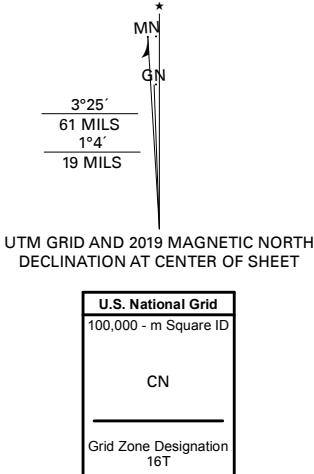 ★
MN
GN
3°25´
61 MILS
1°4´
19 MILS
UTM GRID AND 2019 MAGNETIC NORTH
DECLINATION AT CENTER OF SHEET
U.S. National Grid
100,000 - m Square ID
CN
Grid Zone Designation
16T